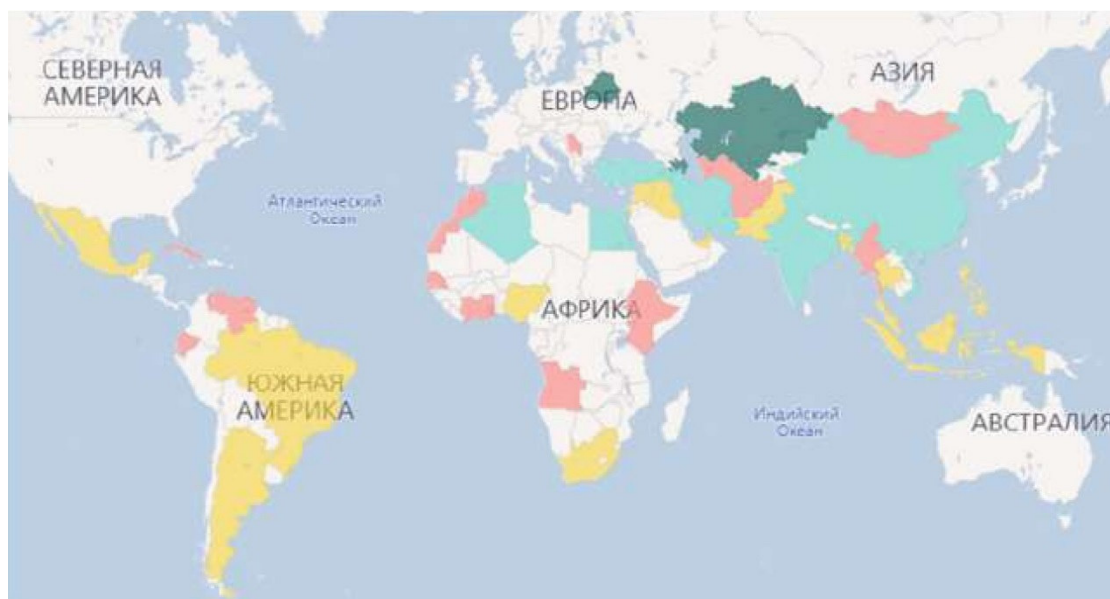 СЕВЕРНАЯ
АМЕРИКА
ЕВРОПА
АЗИЯ
Атлантический
Океан
АФРИКА
ЮЖНАЯ
АМЕРИКА
Индийский
Океан
АВСТРАЛИЯ